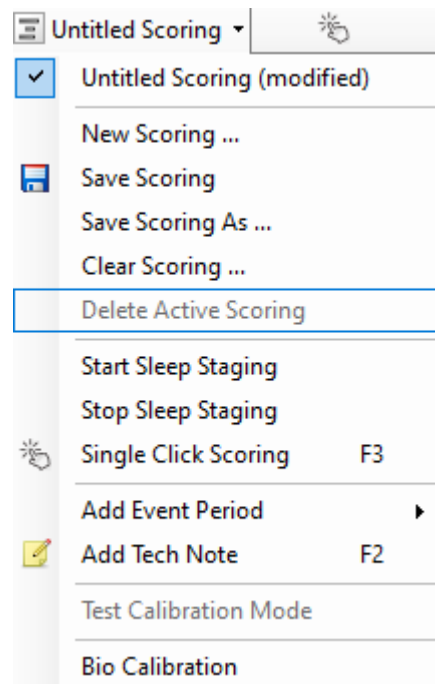 Untitled Scoring
Untitled Scoring (modified)
New Scoring ...
Save Scoring
Save Scoring As ...
Clear Scoring ...
Delete Active Scoring
Start Sleep Staging
Stop Sleep Staging
Single Click Scoring F3
Add Event Period
Add Tech Note F2
Test Calibration Mode
Bio Calibration